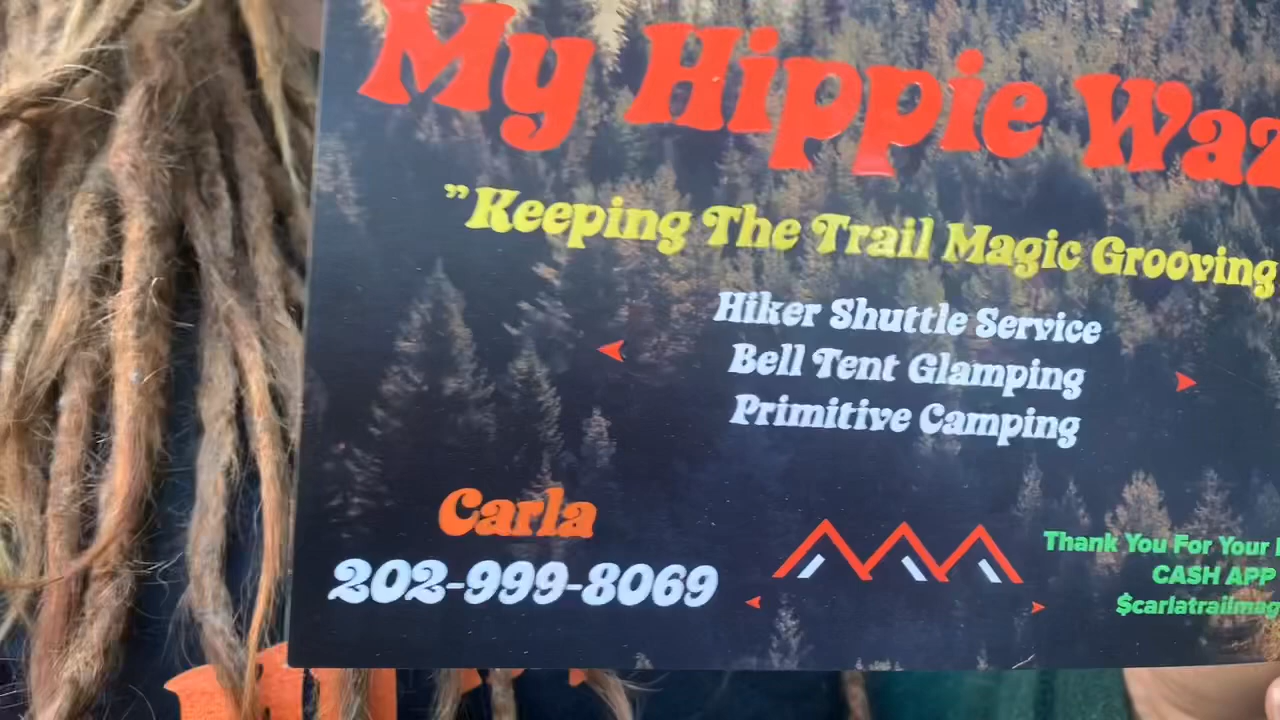 My Hippie Waz
”Keeping The Trail Magic Grooving
Hiker Shuttle Service
Bell Tent Glamping
Primitive Camping
Carla
202-999-8069
Thank You For Your
CASH APP
$carlatrailmag